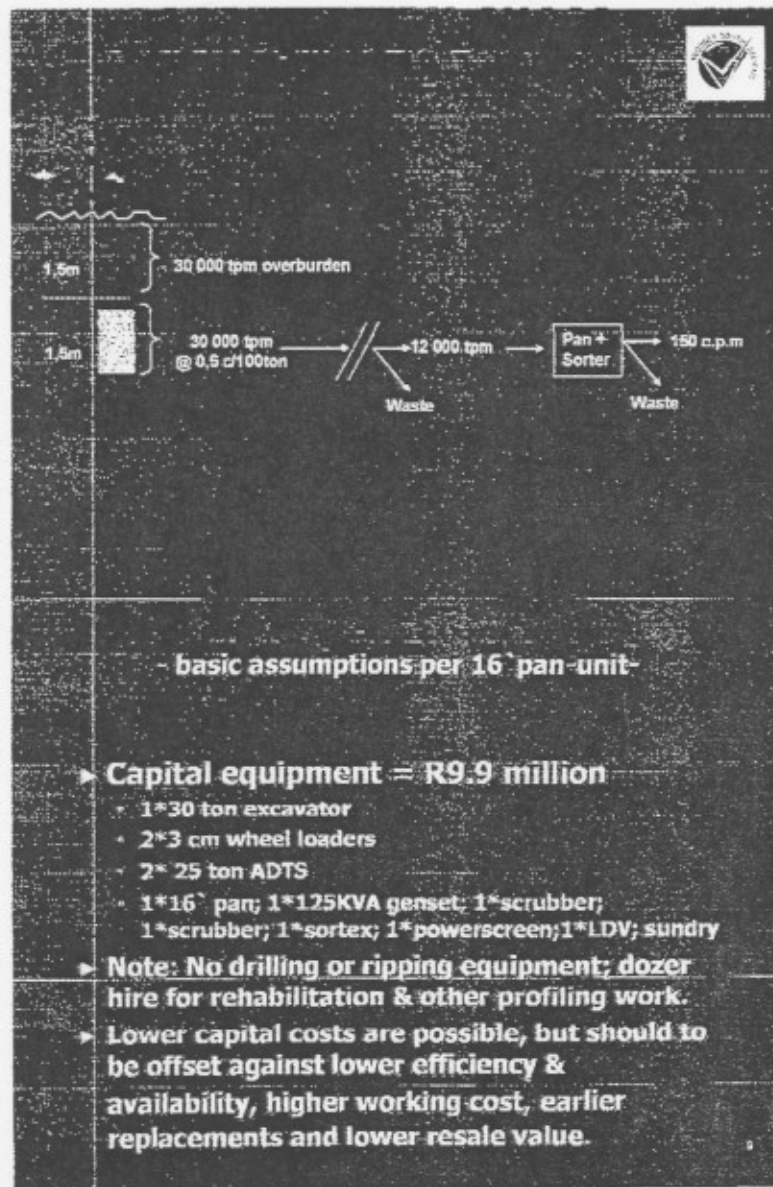 1,5m
30 000 tpm overburden
1,5m
30 000 tpm
@ 0,5 c/100ton
12 000 tpm
Waste
Pan +
Sorter
150 c.p.m
Waste
- basic assumptions per 16` pan-unit-
► Capital equipment = R9.9 million
• 1*30 ton excavator
• 2*3 cm wheel loaders
• 2* 25 ton ADTS
• 1*16` pan; 1*125KVA genset; 1*scrubber;
1*scrubber; 1*sortex; 1*powerscreen;1*LDV; sundry
► Note: No drilling or ripping equipment; dozer
hire for rehabilitation & other profiling work.
► Lower capital costs are possible, but should to
be offset against lower efficiency &
availability, higher working cost, earlier
replacements and lower resale value.